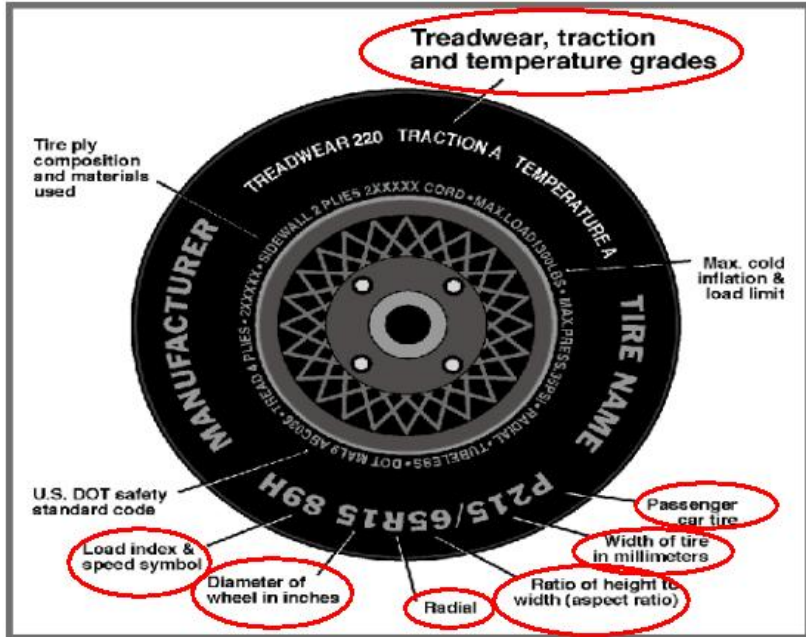 Treadwear, traction
and temperature grades
Tire ply
composition
and materials
used
TREADWEAR 220 TRACTION A TEMPERATURE A
MANUFACTURER
TIRE NAME
TREAD 4 PLIES • 2XXXXX • SIDEWALL 2 PLIES 2XXXXX CORD • MAX.LOAD1300LBS • MAX.PRESS.35PSI • RADIAL • TUBELESS • DOT MAL9 ABC036 •
Max. cold
inflation &
load limit
U.S. DOT safety
standard code
P215/65R15 89H
Load index &
speed symbol
Diameter of
wheel in inches
Radial
Ratio of height to
width (aspect ratio)
Width of tire
in millimeters
Passenger
car tire